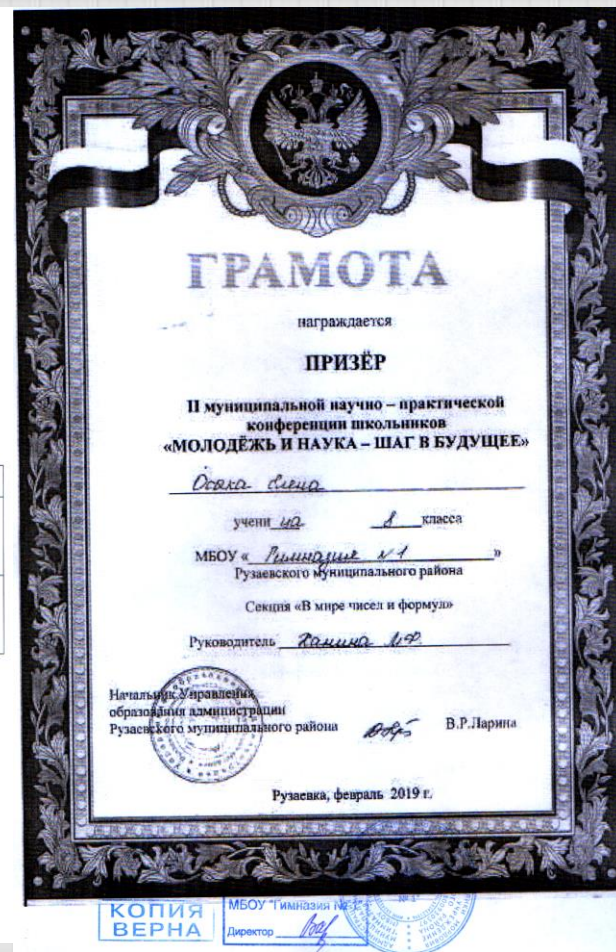 ГРАМОТА
награждается
ПРИЗЁР
II муниципальной научно – практической
конференции школьников
«МОЛОДЁЖЬ И НАУКА – ШАГ В БУДУЩЕЕ»
Осока Елена
учени ца 8 класса
МБОУ « Гимназия №1 »
Рузаевского муниципального района
Секция «В мире чисел и формул»
Руководитель Ханина М.Ф.
Начальник Управления
образования администрации
Рузаевского муниципального района В.Р.Ларина
Рузаевка, февраль 2019 г.
КОПИЯ
ВЕРНА
МБОУ "Гимназия №1"
Директор